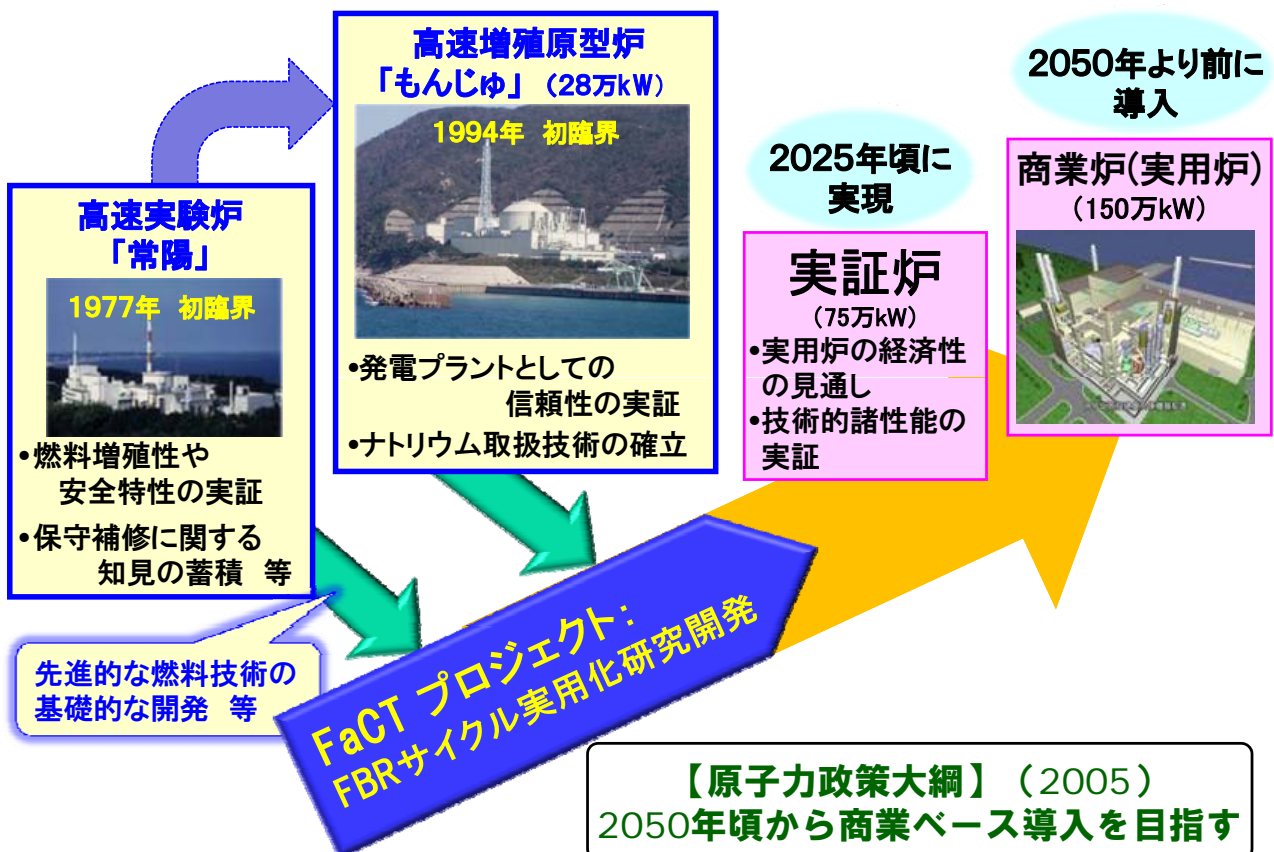 高速増殖原型炉
「もんじゅ」（28万kW）
1994年 初臨界
•発電プラントとしての
信頼性の実証
•ナトリウム取扱技術の確立
高速実験炉
「常陽」
1977年 初臨界
•燃料増殖性や
安全特性の実証
•保守補修に関する
知見の蓄積 等
先進的な燃料技術の
基礎的な開発 等
FaCT プロジェクト：
FBRサイクル実用化研究開発
2025年頃に
実現
実証炉
（75万kW）
•実用炉の経済性
の見通し
•技術的諸性能の
実証
2050年より前に
導入
商業炉(実用炉)
（150万kW）
【原子力政策大綱】（2005）
2050年頃から商業ベース導入を目指す